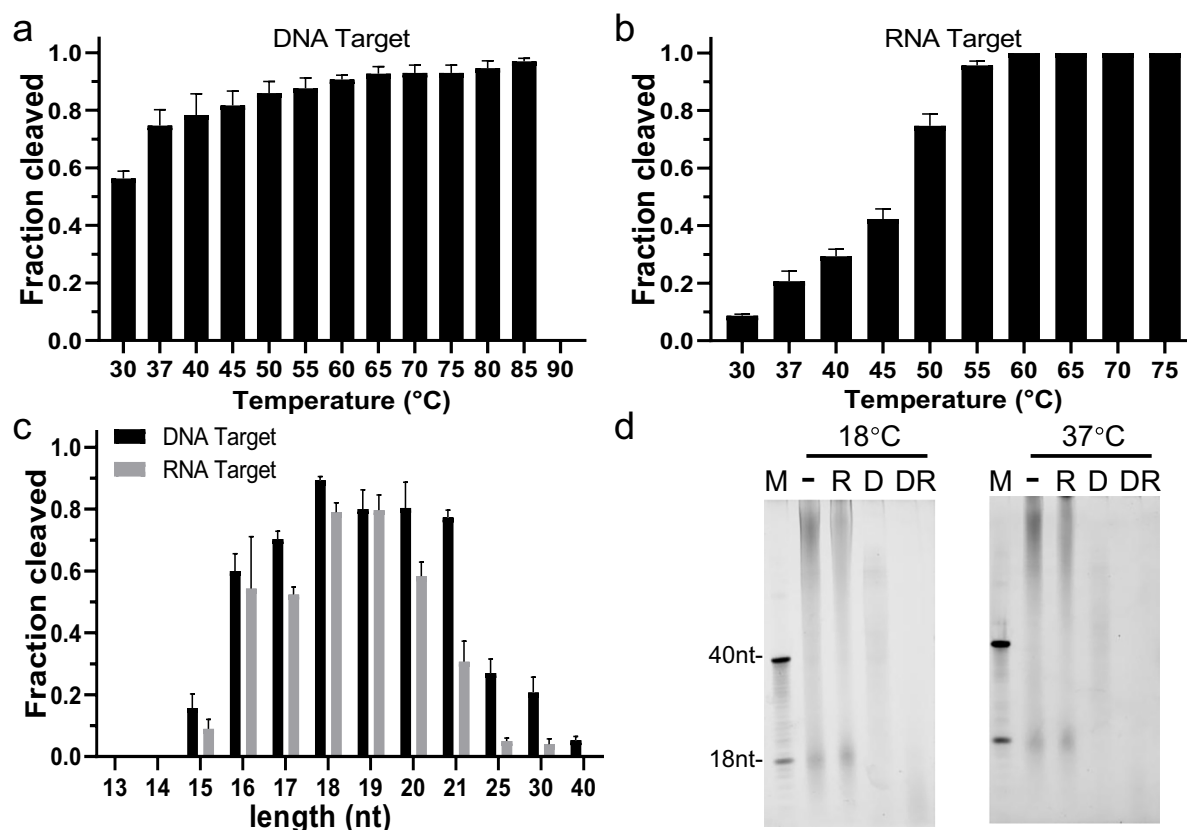 a
DNA Target
Fraction cleaved
1.0
0.8
0.6
0.4
0.2
0.0
30 37 40 45 50 55 60 65 70 75 80 85 90
Temperature (°C)
b
RNA Target
Fraction cleaved
1.0
0.8
0.6
0.4
0.2
0.0
30 37 40 45 50 55 60 65 70 75
Temperature (°C)
c
DNA Target
RNA Target
Fraction cleaved
1.0
0.8
0.6
0.4
0.2
0.0
13 14 15 16 17 18 19 20 21 25 30 40
length (nt)
d
18°C
M - R D DR
40nt-
18nt-
37°C
M - R D DR